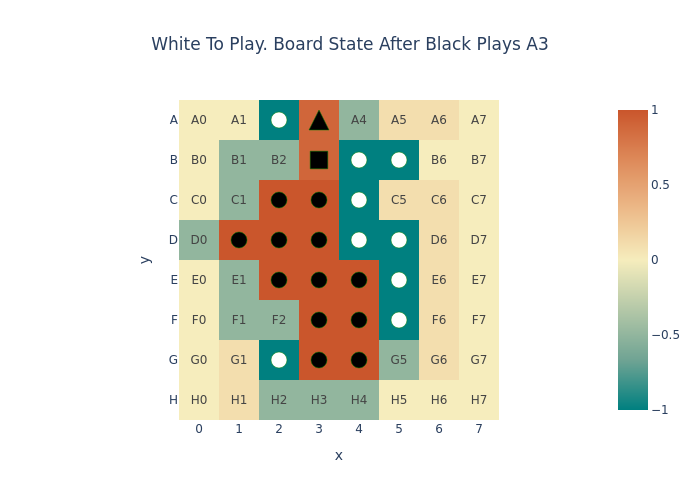 White To Play. Board State After Black Plays A3
A A0 A1 A4 A5 A6 A7
B B0 B1 B2 B6 B7
C C0 C1 C5 C6 C7
D D0 D6 D7
E E0 E1 E6 E7
F F0 F1 F2 F6 F7
G G0 G1 G5 G6 G7
H H0 H1 H2 H3 H4 H5 H6 H7
0 1 2 3 4 5 6 7
x
y
1
0.5
0
−0.5
−1